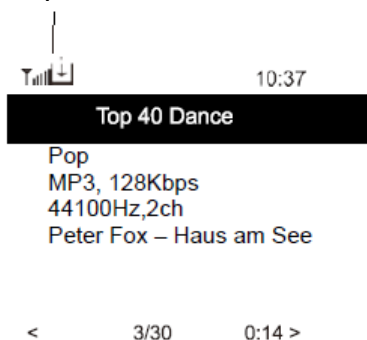 10:37
Top 40 Dance
Pop
MP3, 128Kbps
44100Hz,2ch
Peter Fox – Haus am See
< 3/30 0:14 >